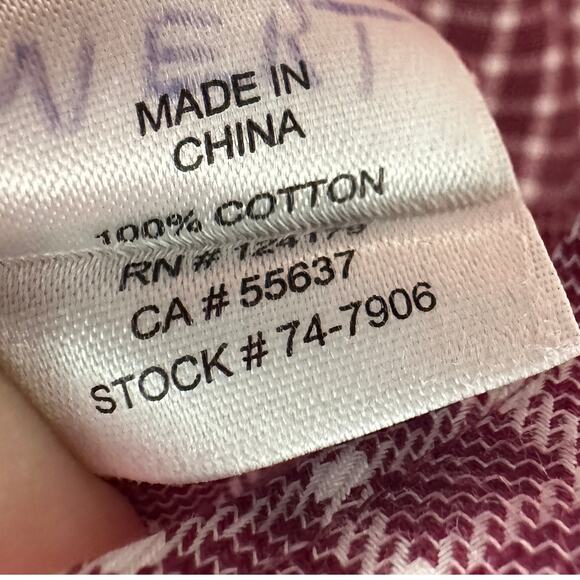 MADE IN
CHINA
100% COTTON
RN #
CA # 55637
STOCK # 74-7906